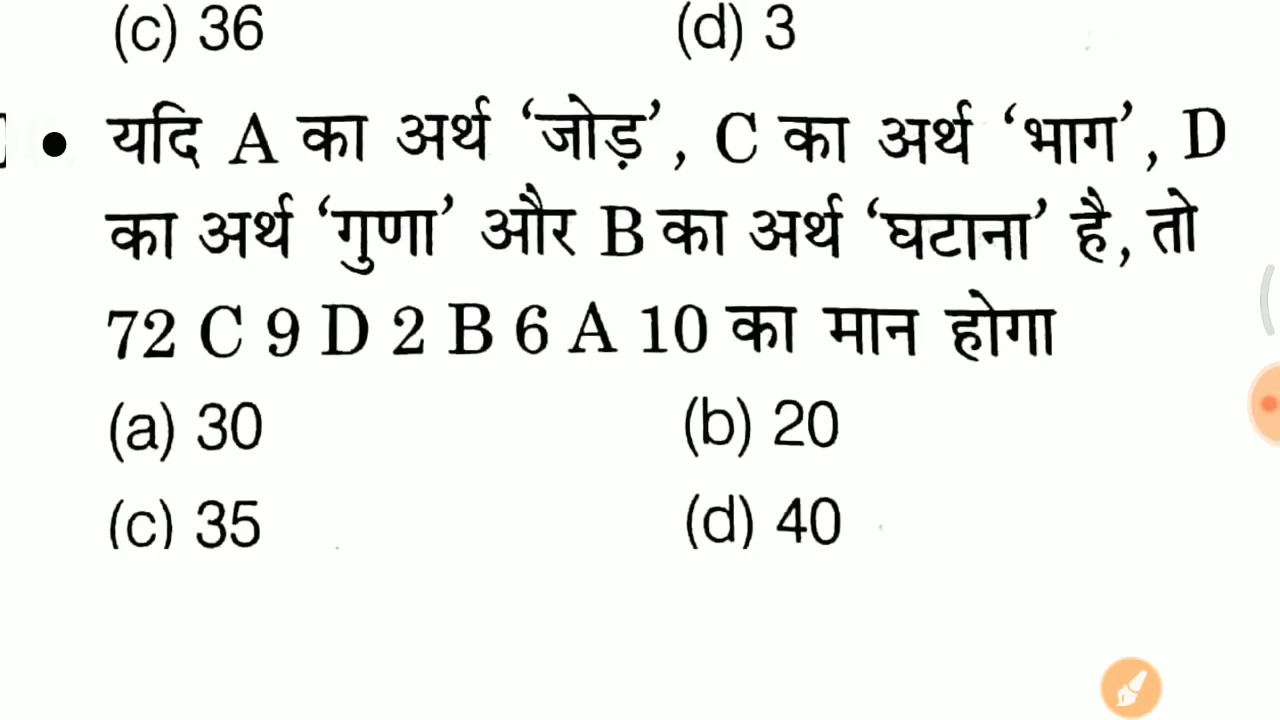 (c) 36 (d) 3
• यदि A का अर्थ ‘जोड़’, C का अर्थ ‘भाग’, D
का अर्थ ‘गुणा’ और B का अर्थ ‘घटाना’ है, तो
72 C 9 D 2 B 6 A 10 का मान होगा
(a) 30 (b) 20
(c) 35 (d) 40